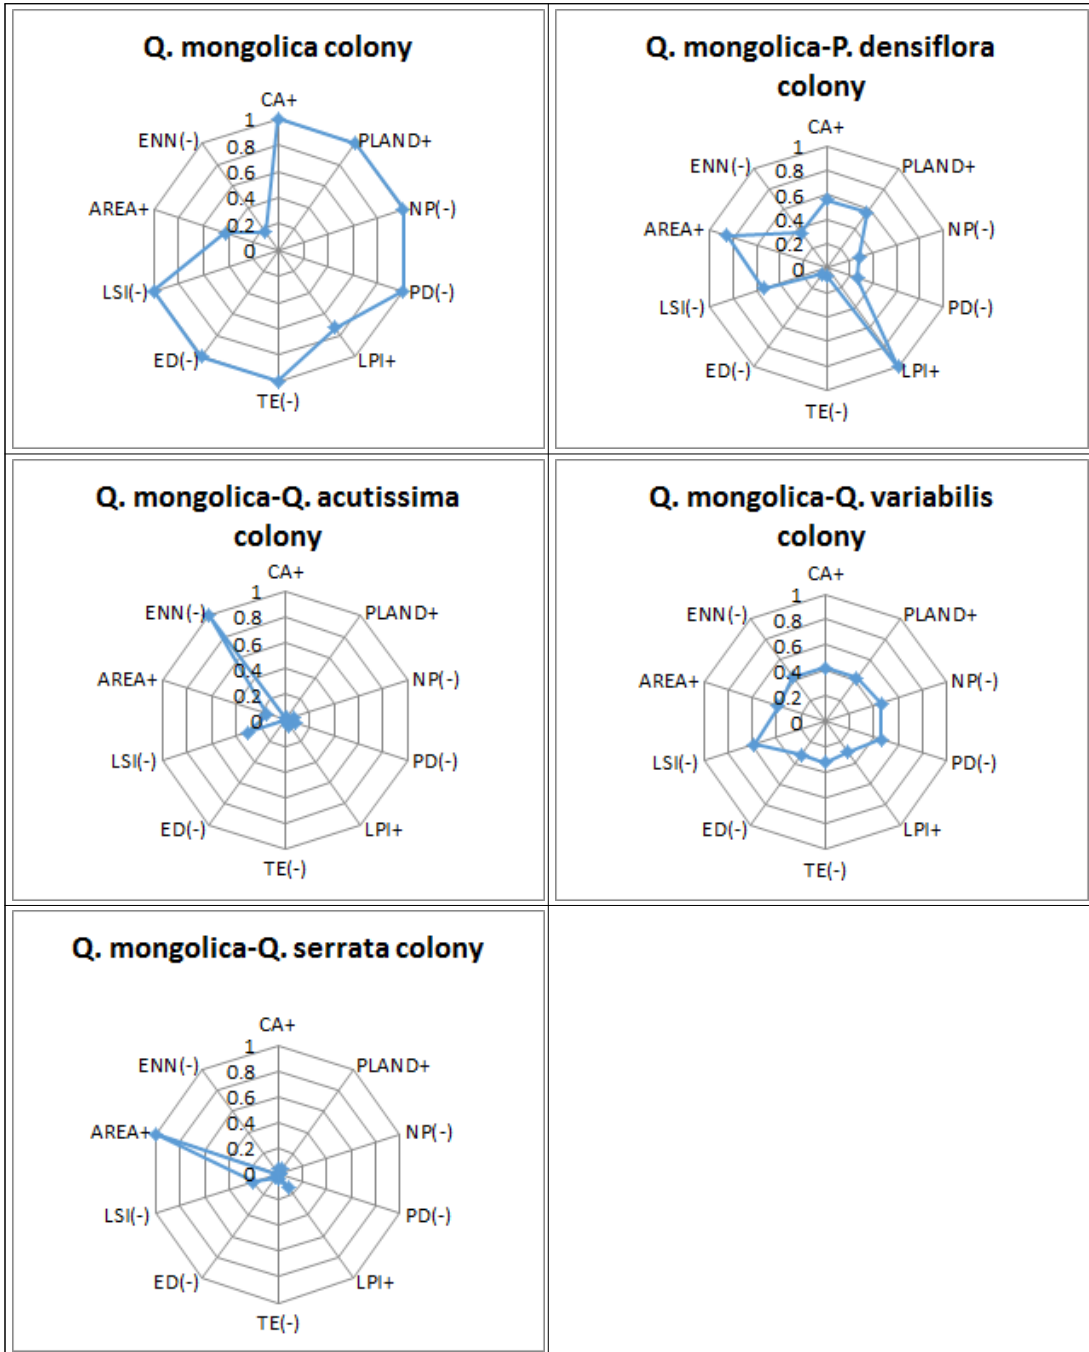 Q. mongolica colony
CA+
PLAND+
NP(-)
PD(-)
LPI+
TE(-)
ED(-)
LSI(-)
AREA+
ENN(-)
1
0.8
0.6
0.4
0.2
0
Q. mongolica-P. densiflora
colony
CA+
PLAND+
NP(-)
PD(-)
LPI+
TE(-)
ED(-)
LSI(-)
AREA+
ENN(-)
1
0.8
0.6
0.4
0.2
0
Q. mongolica-Q. acutissima
colony
CA+
PLAND+
NP(-)
PD(-)
LPI+
TE(-)
ED(-)
LSI(-)
AREA+
ENN(-)
1
0.8
0.6
0.4
0.2
0
Q. mongolica-Q. variabilis
colony
CA+
PLAND+
NP(-)
PD(-)
LPI+
TE(-)
ED(-)
LSI(-)
AREA+
ENN(-)
1
0.8
0.6
0.4
0.2
0
Q. mongolica-Q. serrata colony
CA+
PLAND+
NP(-)
PD(-)
LPI+
TE(-)
ED(-)
LSI(-)
AREA+
ENN(-)
1
0.8
0.6
0.4
0.2
0